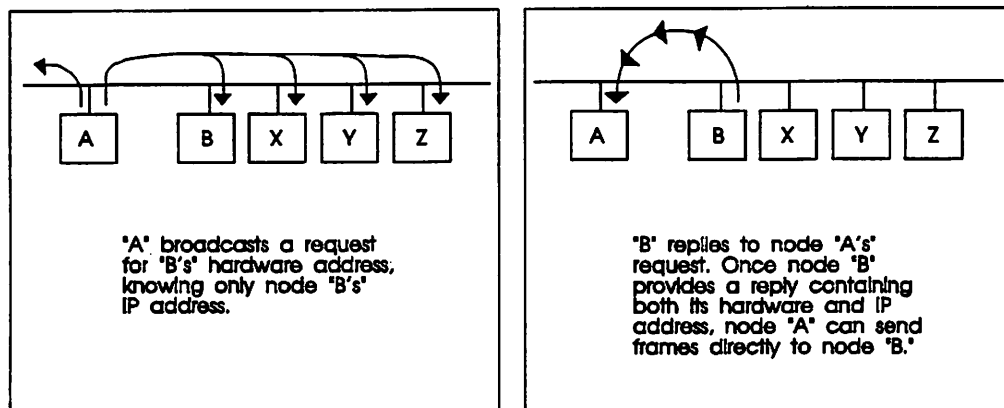 A B X Y Z
"A" broadcasts a request
for "B's" hardware address,
knowing only node "B's"
IP address.
A B X Y Z
"B" replies to node "A's"
request. Once node "B"
provides a reply containing
both its hardware and IP
address, node "A" can send
frames directly to node "B."